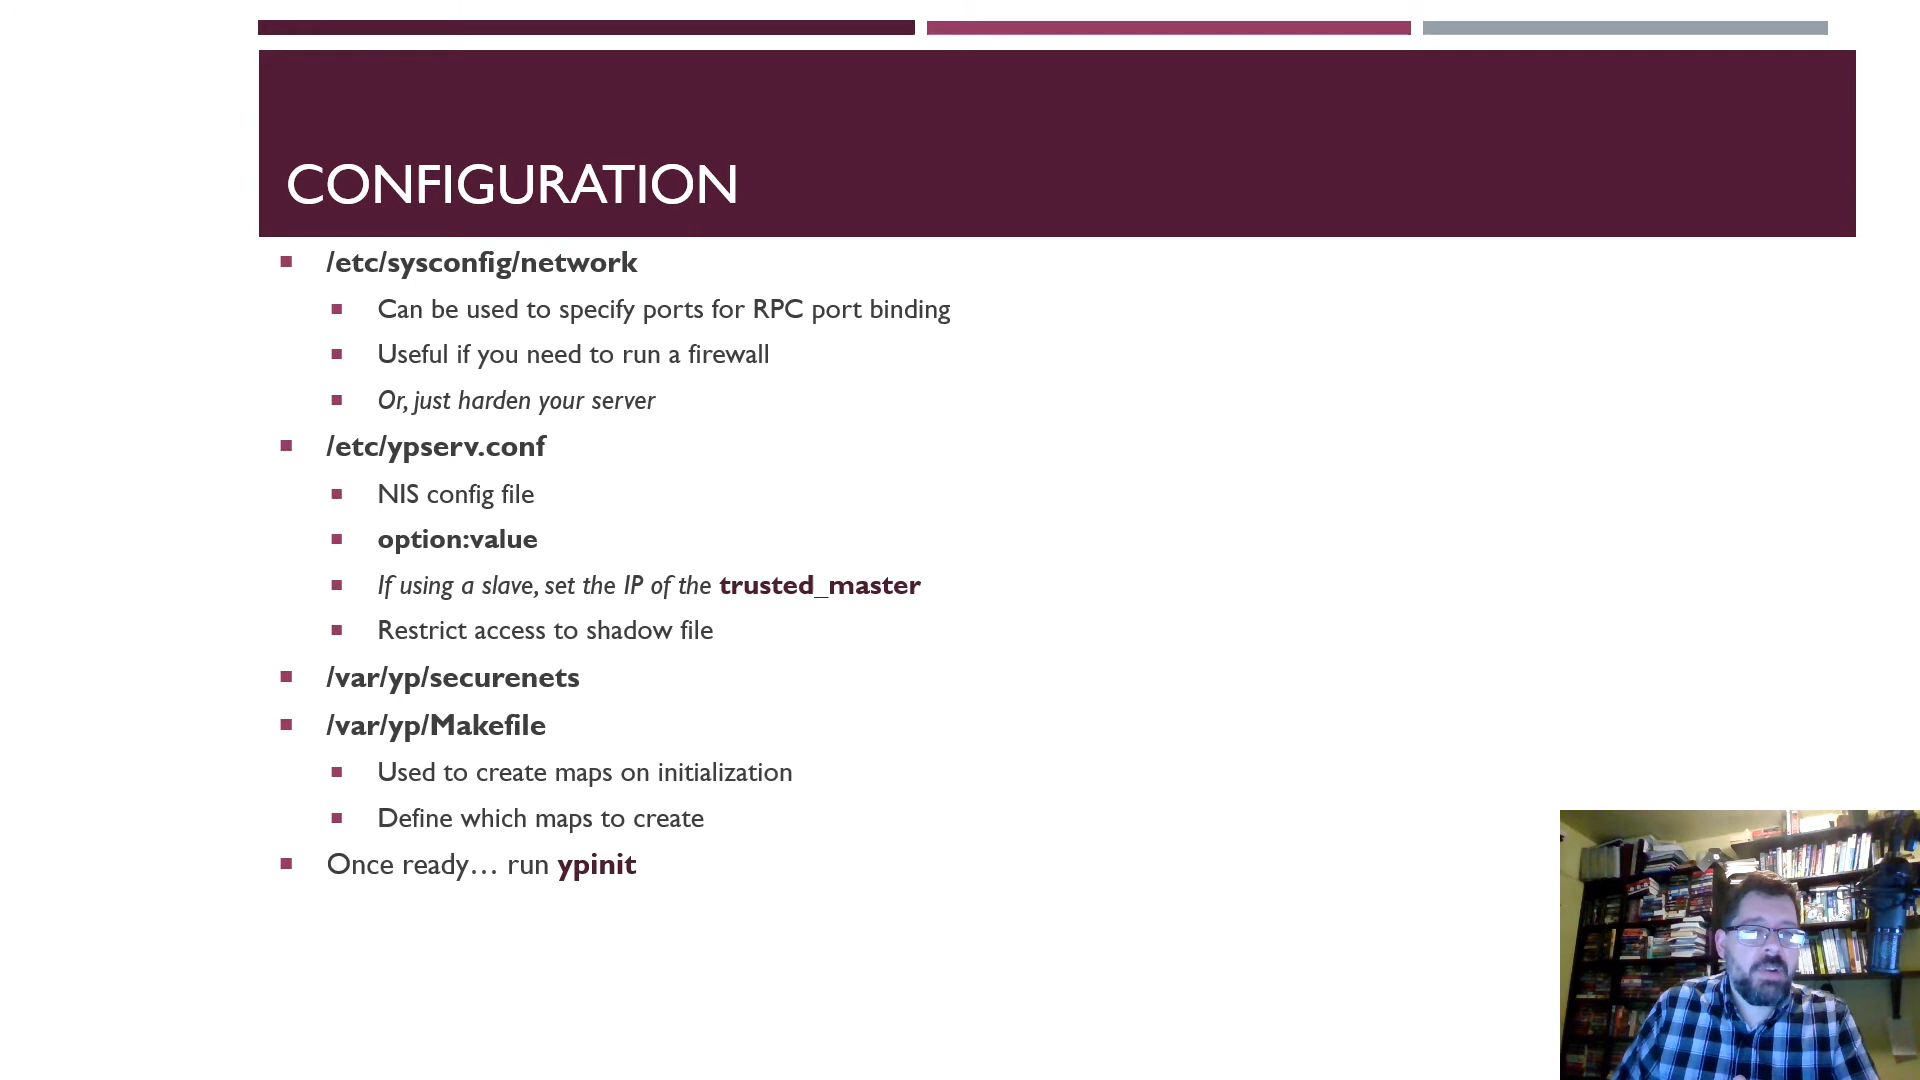 CONFIGURATION
/etc/sysconfig/network
Can be used to specify ports for RPC port binding
Useful if you need to run a firewall
Or, just harden your server
/etc/ypserv.conf
NIS config file
option:value
If using a slave, set the IP of the trusted_master
Restrict access to shadow file
/var/yp/securenets
/var/yp/Makefile
Used to create maps on initialization
Define which maps to create
Once ready… run ypinit